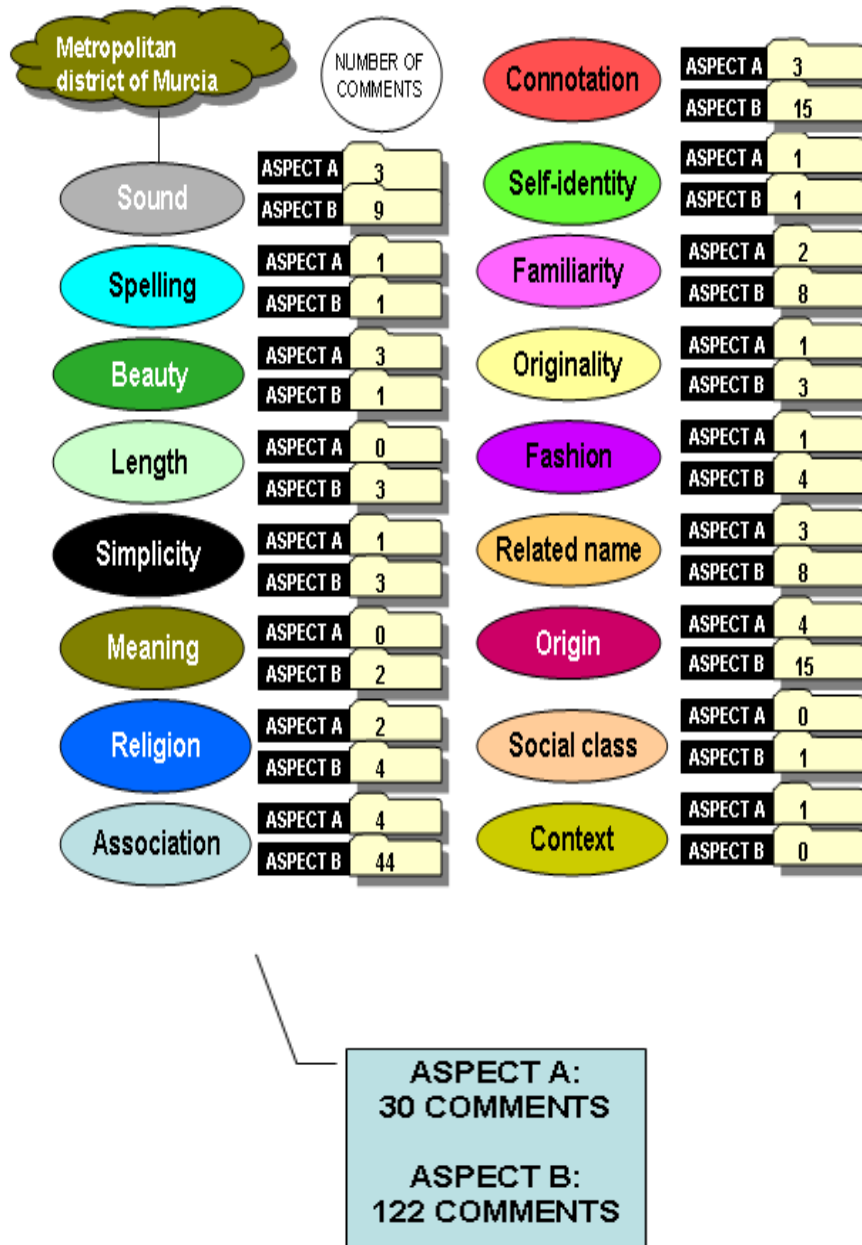 Metropolitan
district of Murcia
NUMBER OF
COMMENTS
Sound
ASPECT A 3
ASPECT B 9
Spelling
ASPECT A 1
ASPECT B 1
Beauty
ASPECT A 3
ASPECT B 1
Length
ASPECT A 0
ASPECT B 3
Simplicity
ASPECT A 1
ASPECT B 3
Meaning
ASPECT A 0
ASPECT B 2
Religion
ASPECT A 2
ASPECT B 4
Association
ASPECT A 4
ASPECT B 44
Connotation
ASPECT A 3
ASPECT B 15
Self-identity
ASPECT A 1
ASPECT B 1
Familiarity
ASPECT A 2
ASPECT B 8
Originality
ASPECT A 1
ASPECT B 3
Fashion
ASPECT A 1
ASPECT B 4
Related name
ASPECT A 3
ASPECT B 8
Origin
ASPECT A 4
ASPECT B 15
Social class
ASPECT A 0
ASPECT B 1
Context
ASPECT A 1
ASPECT B 0
ASPECT A:
30 COMMENTS
ASPECT B:
122 COMMENTS